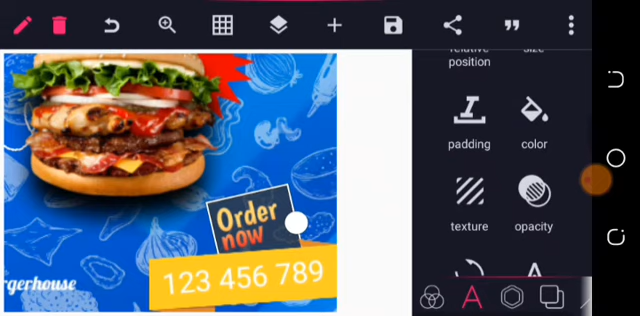 relative
position
size
padding
color
texture
opacity
Order
now
123 456 789
rgerhouse